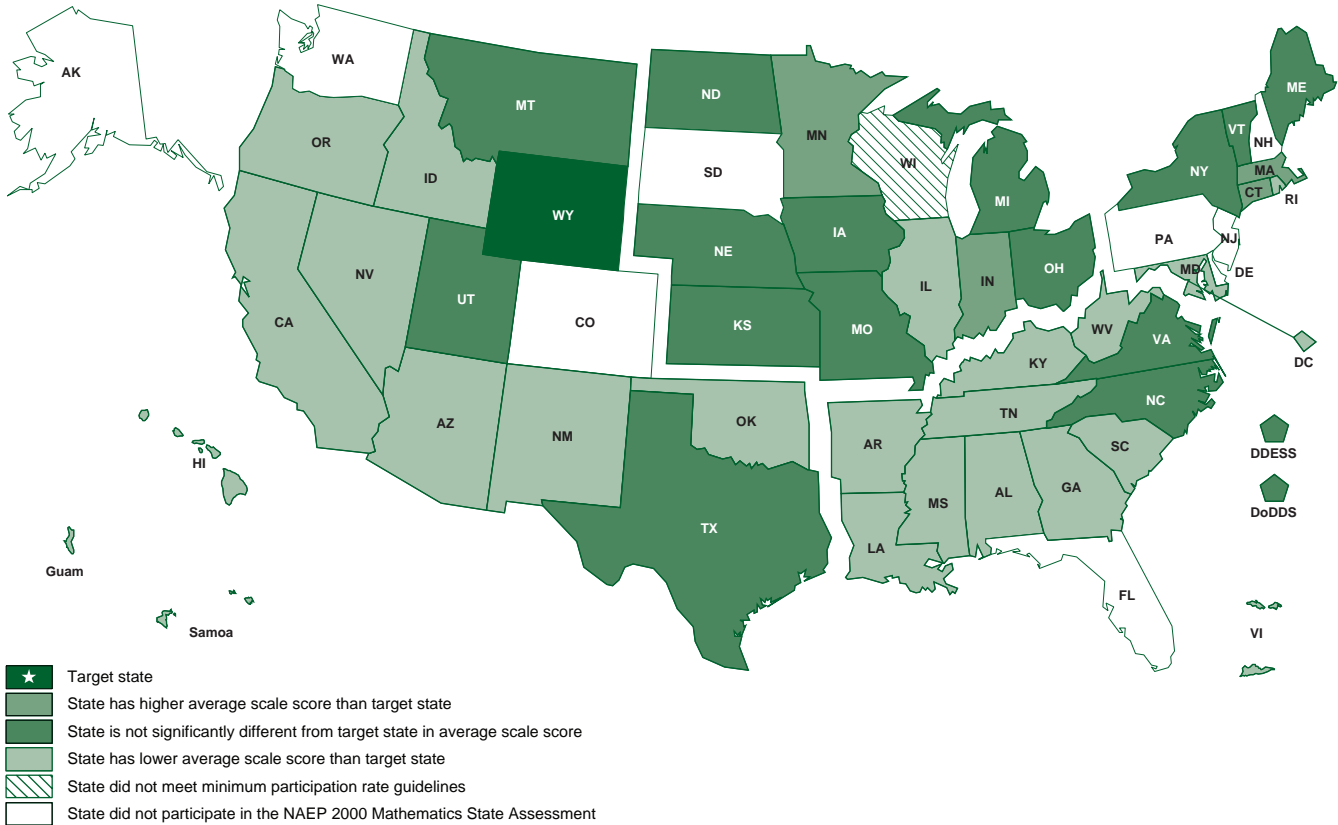 AK
WA
MT
ND
MN
ME
VT
NH
OR
ID
SD
WI
NY
MA
CT
RI
WY
MI
IA
PA
NJ
NE
NV
UT
OH
MD
DE
IL
IN
CA
CO
KS
MO
WV
VA
KY
DC
AZ
NM
OK
TN
NC
AR
SC
DDESS
HI
MS
AL
GA
DoDDS
TX
LA
Guam
FL
Samoa
VI
Target state
State has higher average scale score than target state
State is not significantly different from target state in average scale score
State has lower average scale score than target state
State did not meet minimum participation rate guidelines
State did not participate in the NAEP 2000 Mathematics State Assessment